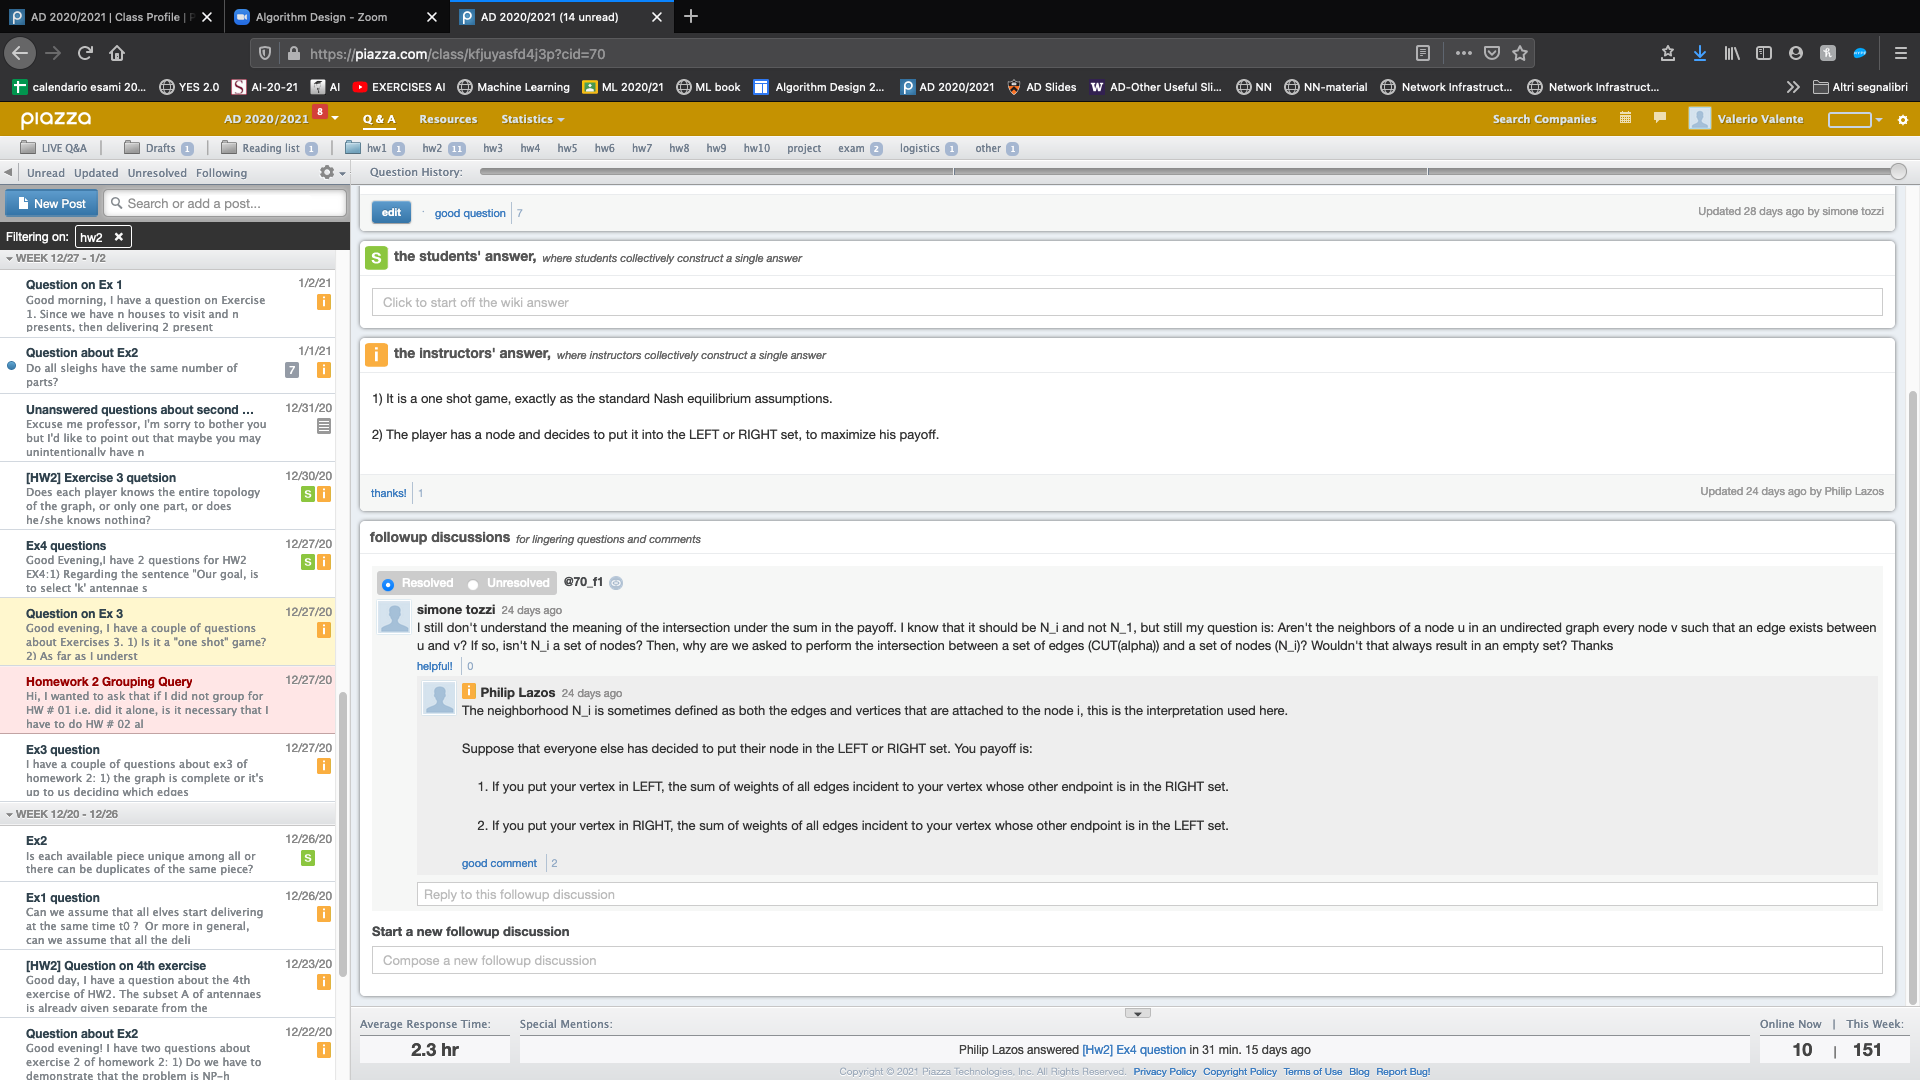 AD 2020/2021 | Class Profile | P
Algorithm Design - Zoom
AD 2020/2021 (14 unread)
https://piazza.com/class/kfjuyasfd4j3p?cid=70
calendario esami 20...
YES 2.0
AI-20-21
AI
EXERCISES AI
Machine Learning
ML 2020/21
ML book
Algorithm Design 2...
AD 2020/2021
AD Slides
AD-Other Useful Sli...
NN
NN-material
Network Infrastruct...
Network Infrastruct...
Altri segnalibri
piazza
AD 2020/2021
8
Q & A
Resources
Statistics
Search Companies
Valerio Valente
LIVE Q&A
Drafts 1
Reading list 1
hw1 1
hw2 11
hw3
hw4
hw5
hw6
hw7
hw8
hw9
hw10
project
exam 2
logistics 1
other 1
Unread Updated Unresolved Following
Question History:
New Post
Search or add a post...
Filtering on: hw2
WEEK 12/27 - 1/2
Question on Ex 1 1/2/21
Good morning, I have a question on Exercise
1. Since we have n houses to visit and n
presents, then delivering 2 present
Question about Ex2 1/1/21
Do all sleighs have the same number of
parts?
7
Unanswered questions about second ... 12/31/20
Excuse me professor, I'm sorry to bother you
but I'd like to point out that maybe you may
unintentionally have n
[HW2] Exercise 3 quetsion 12/30/20
Does each player knows the entire topology
of the graph, or only one part, or does
he/she knows nothing?
Ex4 questions 12/27/20
Good Evening,I have 2 questions for HW2
EX4:1) Regarding the sentence "Our goal, is
to select 'k' antennae s
Question on Ex 3 12/27/20
Good evening, I have a couple of questions
about Exercises 3. 1) Is it a "one shot" game?
2) As far as I underst
Homework 2 Grouping Query 12/27/20
Hi, I wanted to ask that if I did not group for
HW # 01 i.e. did it alone, is it necessary that I
have to do HW # 02 al
Ex3 question 12/27/20
I have a couple of questions about ex3 of
homework 2: 1) the graph is complete or it's
up to us deciding which edges
WEEK 12/20 - 12/26
Ex2 12/26/20
Is each available piece unique among all or
there can be duplicates of the same piece?
Ex1 question 12/26/20
Can we assume that all elves start delivering
at the same time t0 ? Or more in general,
can we assume that all the deli
[HW2] Question on 4th exercise 12/23/20
Good day, I have a question about the 4th
exercise of HW2. The subset A of antennaes
is already given separate from the
Question about Ex2 12/22/20
Good evening! I have two questions about
exercise 2 of homework 2: 1) Do we have to
demonstrate that the problem is NP-h
edit · good question 7
Updated 28 days ago by simone tozzi
S the students' answer, where students collectively construct a single answer
Click to start off the wiki answer
i the instructors' answer, where instructors collectively construct a single answer
1) It is a one shot game, exactly as the standard Nash equilibrium assumptions.
2) The player has a node and decides to put it into the LEFT or RIGHT set, to maximize his payoff.
thanks! 1
Updated 24 days ago by Philip Lazos
followup discussions for lingering questions and comments
Resolved Unresolved @70_f1
simone tozzi 24 days ago
I still don't understand the meaning of the intersection under the sum in the payoff. I know that it should be N_i and not N_1, but still my question is: Aren't the neighbors of a node u in an undirected graph every node v such that an edge exists between
u and v? If so, isn't N_i a set of nodes? Then, why are we asked to perform the intersection between a set of edges (CUT(alpha)) and a set of nodes (N_i)? Wouldn't that always result in an empty set? Thanks
helpful! 0
i Philip Lazos 24 days ago
The neighborhood N_i is sometimes defined as both the edges and vertices that are attached to the node i, this is the interpretation used here.
Suppose that everyone else has decided to put their node in the LEFT or RIGHT set. You payoff is:
1. If you put your vertex in LEFT, the sum of weights of all edges incident to your vertex whose other endpoint is in the RIGHT set.
2. If you put your vertex in RIGHT, the sum of weights of all edges incident to your vertex whose other endpoint is in the LEFT set.
good comment 2
Reply to this followup discussion
Start a new followup discussion
Compose a new followup discussion
Average Response Time:
2.3 hr
Special Mentions:
Philip Lazos answered [Hw2] Ex4 question in 31 min. 15 days ago
Online Now | This Week:
10 | 151
Copyright © 2021 Piazza Technologies, Inc. All Rights Reserved. Privacy Policy Copyright Policy Terms of Use Blog Report Bug!